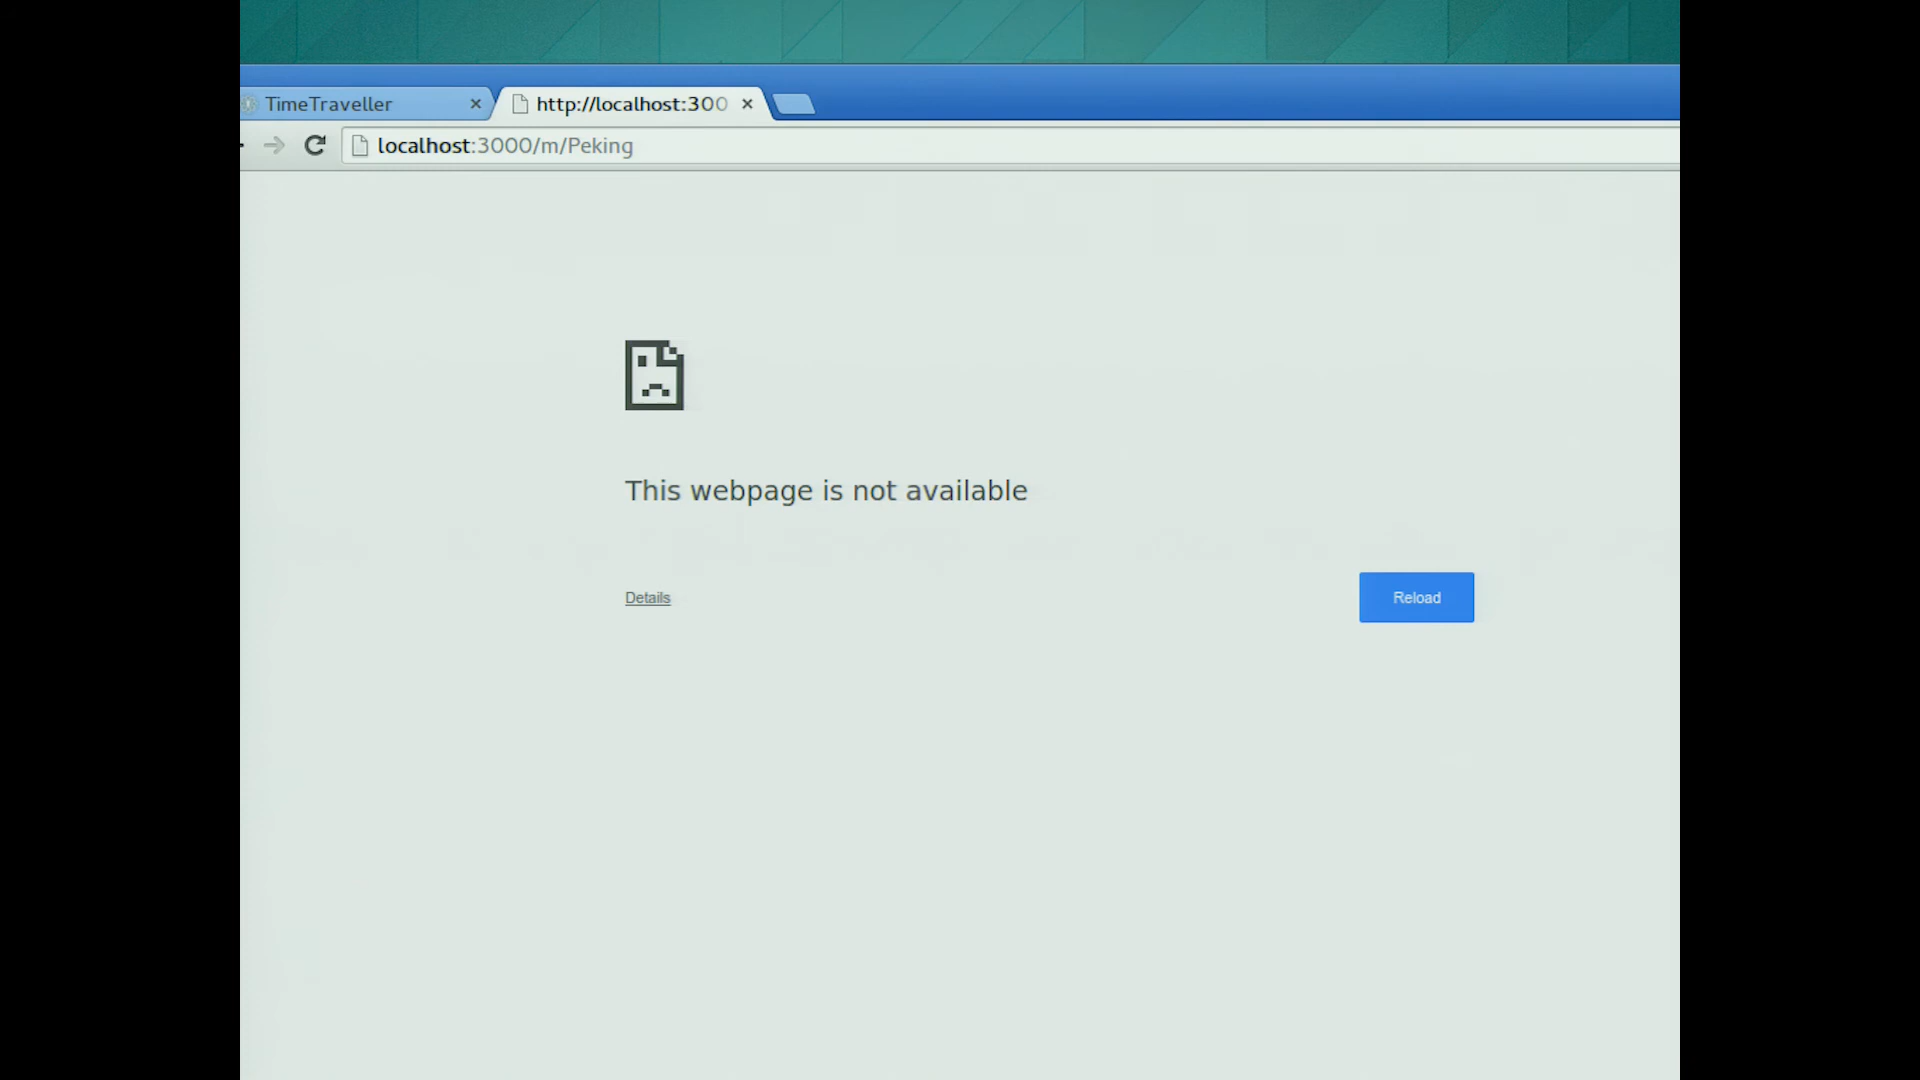 TimeTraveller
http://localhost:300
localhost:3000/m/Peking
This webpage is not available
Details
Reload